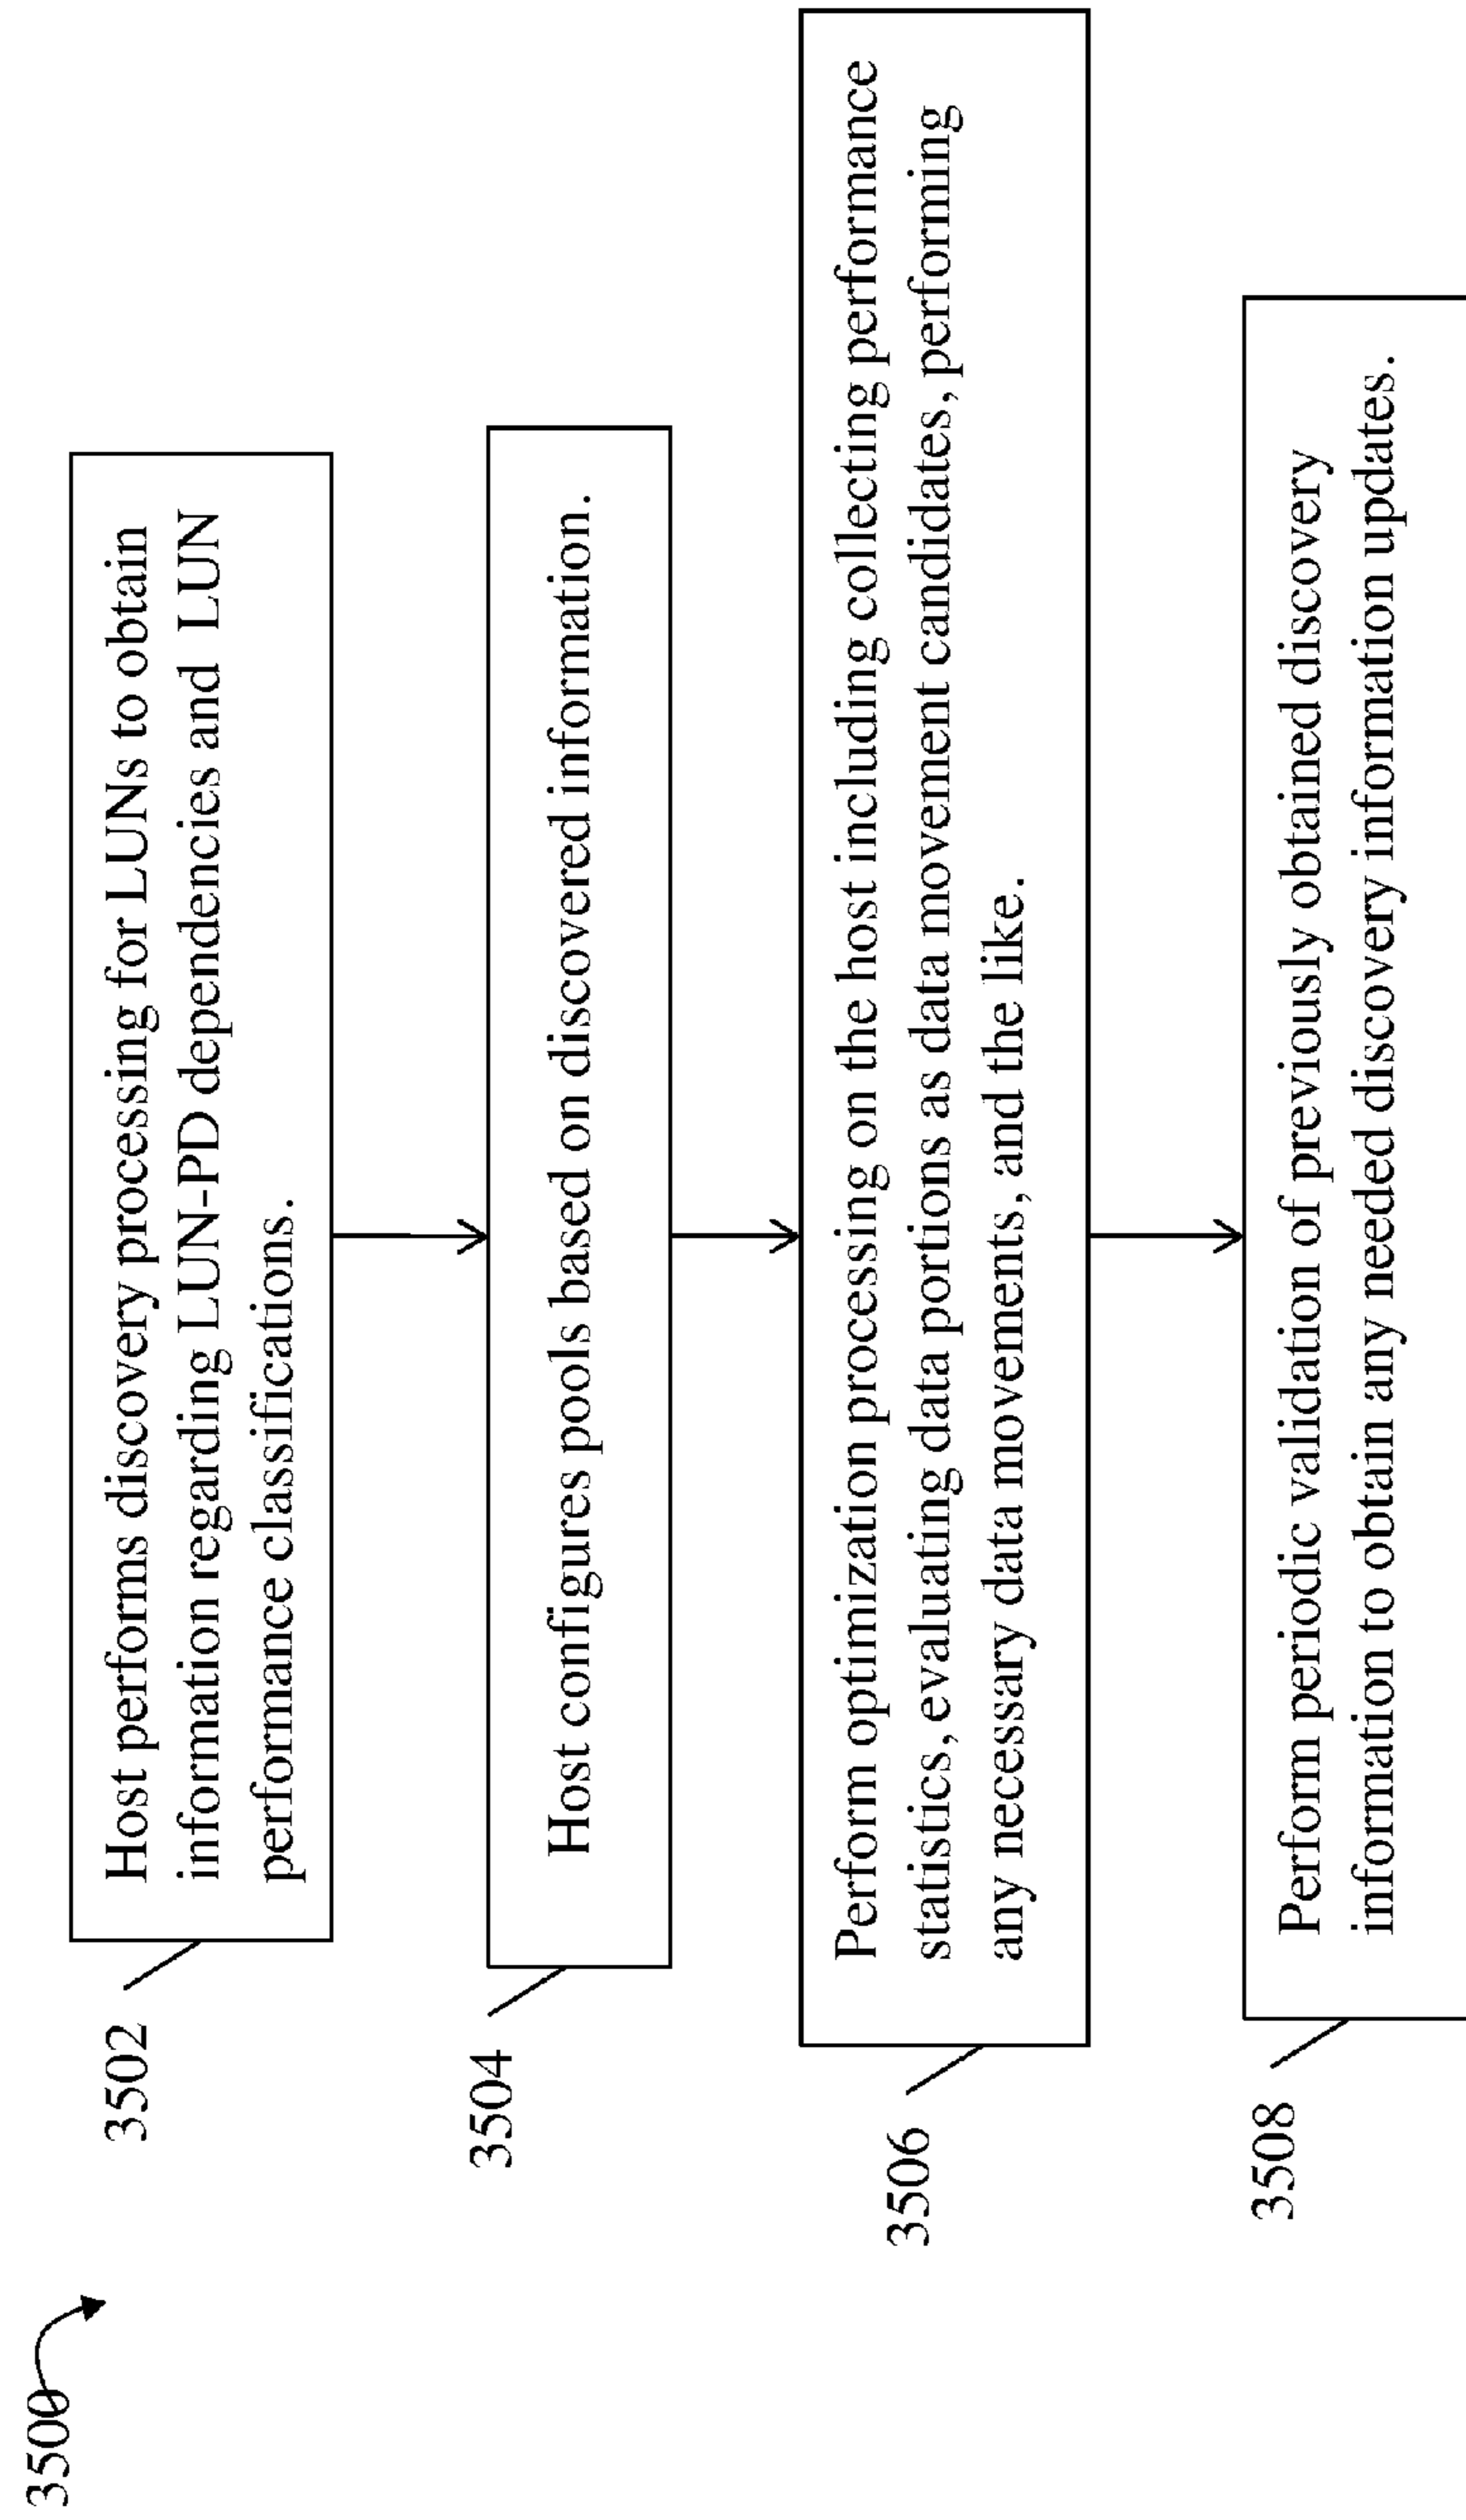 3500
3502
Host performs discovery processing for LUNs to obtain
information regarding LUN-PD dependencies and LUN
performance classifications.
3504
Host configures pools based on discovered information.
3506
Perform optimization processing on the host including collecting performance
statistics, evaluating data portions as data movement candidates, performing
any necessary data movements, and the like.
3508
Perform periodic validation of previously obtained discovery
information to obtain any needed discovery information updates.